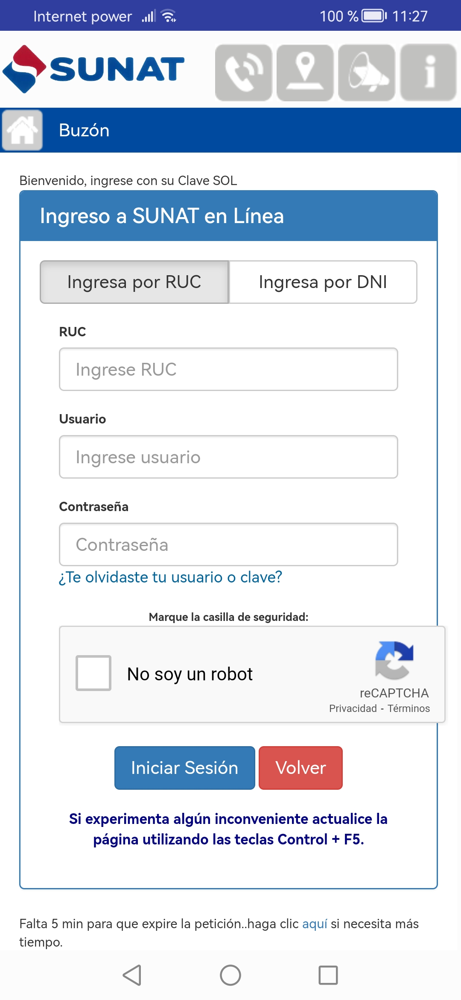 Internet power 100 % 11:27
SUNAT
Buzón
Bienvenido, ingrese con su Clave SOL
Ingreso a SUNAT en Línea
Ingresa por RUC Ingresa por DNI
RUC
Ingrese RUC
Usuario
Ingrese usuario
Contraseña
Contraseña
¿Te olvidaste tu usuario o clave?
Marque la casilla de seguridad:
No soy un robot
reCAPTCHA
Privacidad - Términos
Iniciar Sesión Volver
Si experimenta algún inconveniente actualice la
página utilizando las teclas Control + F5.
Falta 5 min para que expire la petición..haga clic aquí si necesita más
tiempo.